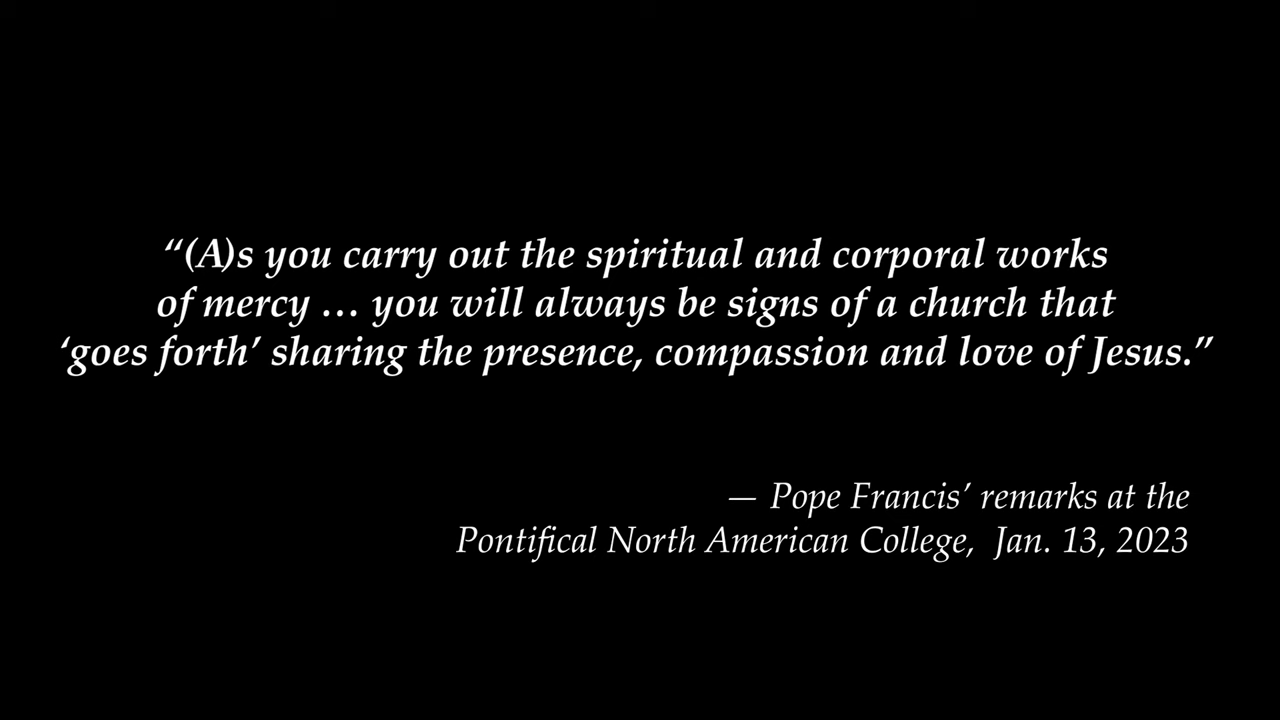 “(A)s you carry out the spiritual and corporal works
of mercy … you will always be signs of a church that
‘goes forth’ sharing the presence, compassion and love of Jesus.”
— Pope Francis’ remarks at the
Pontifical North American College,  Jan. 13, 2023